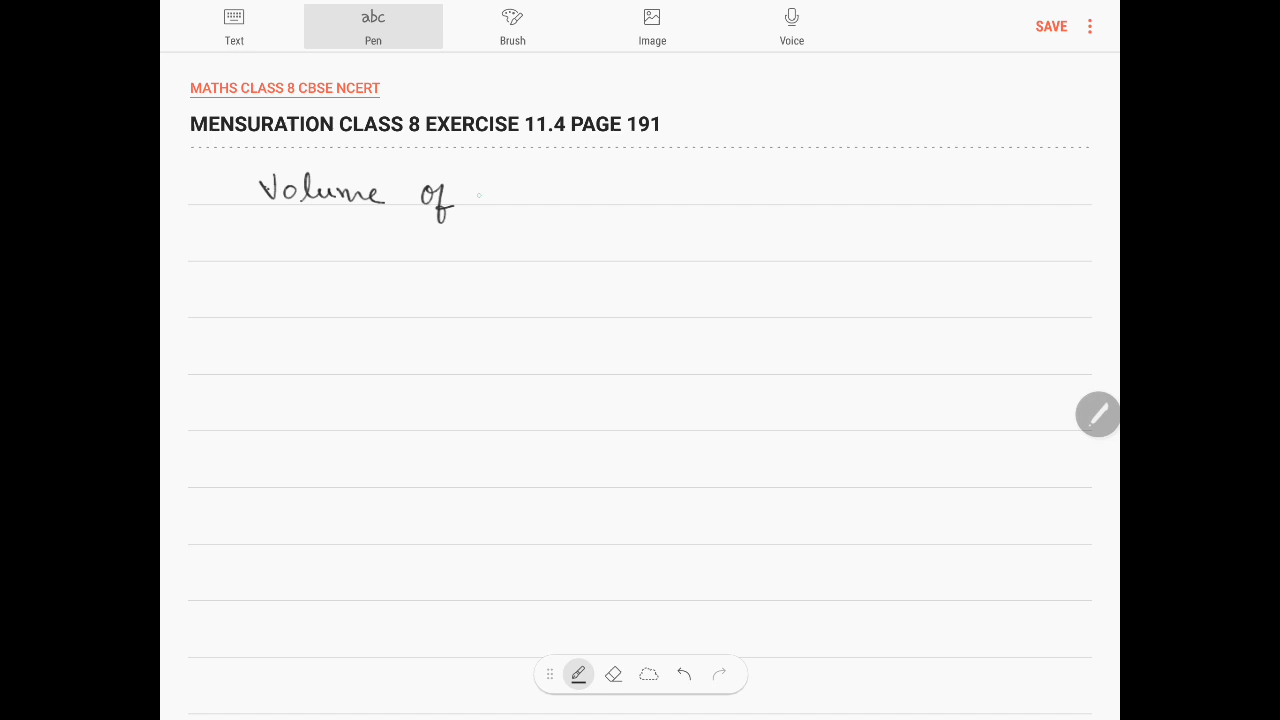 Text
abc
Pen
Brush
Image
Voice
SAVE
MATHS CLASS 8 CBSE NCERT
MENSURATION CLASS 8 EXERCISE 11.4 PAGE 191
Volume of